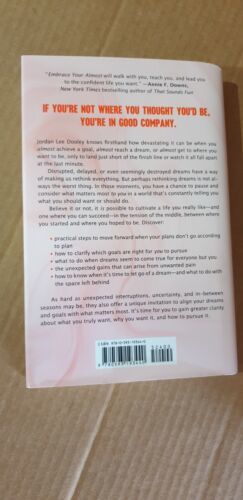 "Embrace Your Almost will walk with you, teach you, and lead you
to the confident life you want." —Annie F. Downs,
New York Times bestselling author of That Sounds Fun
IF YOU'RE NOT WHERE YOU THOUGHT YOU'D BE,
YOU'RE IN GOOD COMPANY.
Jordan Lee Dooley knows firsthand how devastating it can be when you
almost achieve a goal, almost reach a dream, or almost get to where you
want to be, only to land just short of the finish line or watch it all fall apart
at the last minute.
Disrupted, delayed, or even seemingly destroyed dreams have a way
of making us rethink everything. But perhaps rethinking dreams is not al-
ways the worst thing. In those moments, you have a chance to pause and
consider what matters most to you in a world that's constantly telling you
what you should want or should do.
Believe it or not, it is possible to cultivate a life you really like—and
one where you can succeed—in the tension of the middle, between where
you started and where you hoped to be. Discover:
• practical steps to move forward when your plans don't go according
to plan
• how to clarify which goals are right for you to pursue
• what to do when dreams seem to come true for everyone but you
• the unexpected gains that can arise from unwanted pain
• how to know when it's time to let go of a dream—and what to do with
the space left behind
As hard as unexpected interruptions, uncertainty, and in-between
seasons may be, they also offer a unique invitation to align your dreams
and goals with what matters most. It's time for you to gain greater clarity
about what you truly want, why you want it, and how to pursue it.